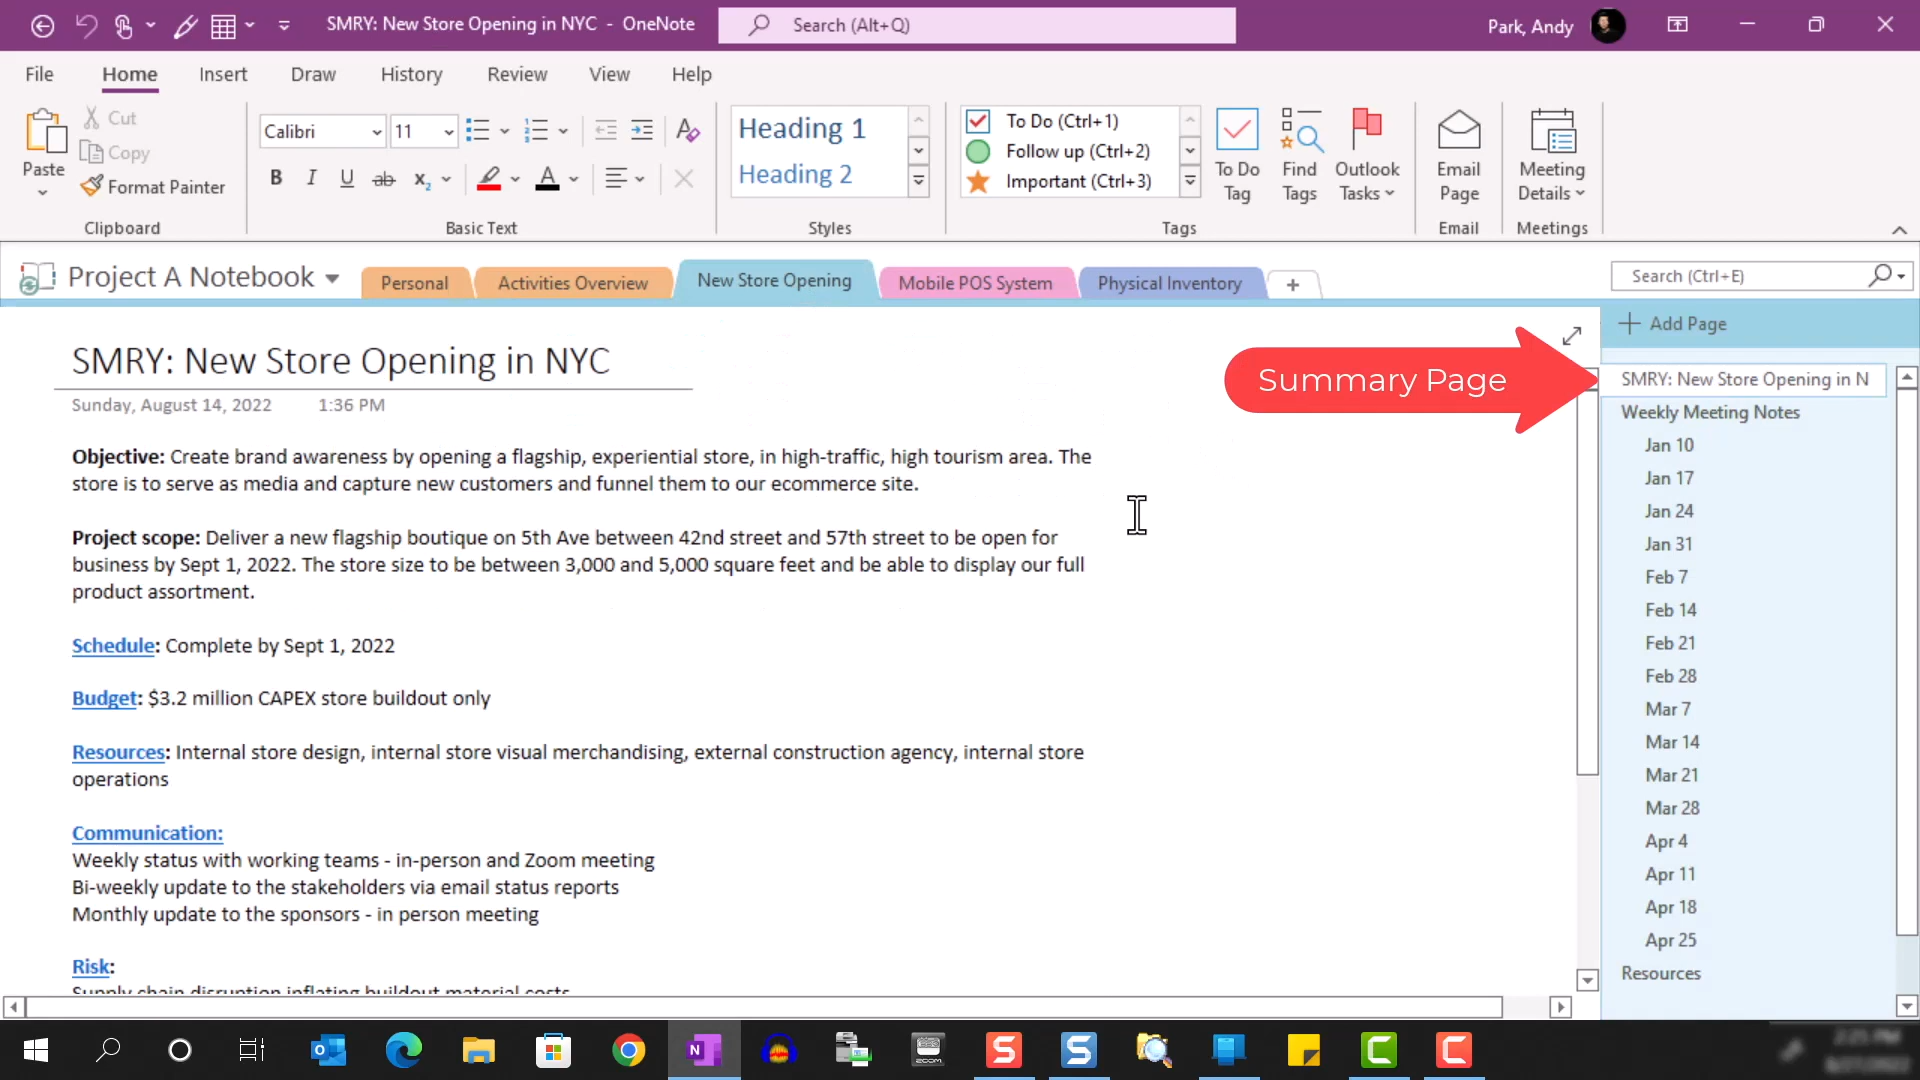 SMRY: New Store Opening in NYC - OneNote
Search (Alt+Q)
Park, Andy
File Home Insert Draw History Review View Help
Paste
Cut
Copy
Format Painter
Clipboard
Calibri 11
B I U ab x₂ A
Basic Text
Heading 1
Heading 2
Styles
To Do (Ctrl+1)
Follow up (Ctrl+2)
Important (Ctrl+3)
To Do Tag
Find Tags
Outlook Tasks
Tags
Email Page
Email
Meeting Details
Meetings
Project A Notebook
Personal Activities Overview New Store Opening Mobile POS System Physical Inventory +
Search (Ctrl+E)
SMRY: New Store Opening in NYC
Sunday, August 14, 2022 1:36 PM
Objective: Create brand awareness by opening a flagship, experiential store, in high-traffic, high tourism area. The
store is to serve as media and capture new customers and funnel them to our ecommerce site.
Project scope: Deliver a new flagship boutique on 5th Ave between 42nd street and 57th street to be open for
business by Sept 1, 2022. The store size to be between 3,000 and 5,000 square feet and be able to display our full
product assortment.
Schedule: Complete by Sept 1, 2022
Budget: $3.2 million CAPEX store buildout only
Resources: Internal store design, internal store visual merchandising, external construction agency, internal store
operations
Communication:
Weekly status with working teams - in-person and Zoom meeting
Bi-weekly update to the stakeholders via email status reports
Monthly update to the sponsors - in person meeting
Risk:
Supply chain disruption inflating buildout material costs
Summary Page
Add Page
SMRY: New Store Opening in N
Weekly Meeting Notes
Jan 10
Jan 17
Jan 24
Jan 31
Feb 7
Feb 14
Feb 21
Feb 28
Mar 7
Mar 14
Mar 21
Mar 28
Apr 4
Apr 11
Apr 18
Apr 25
Resources
N ZOOM S S C C